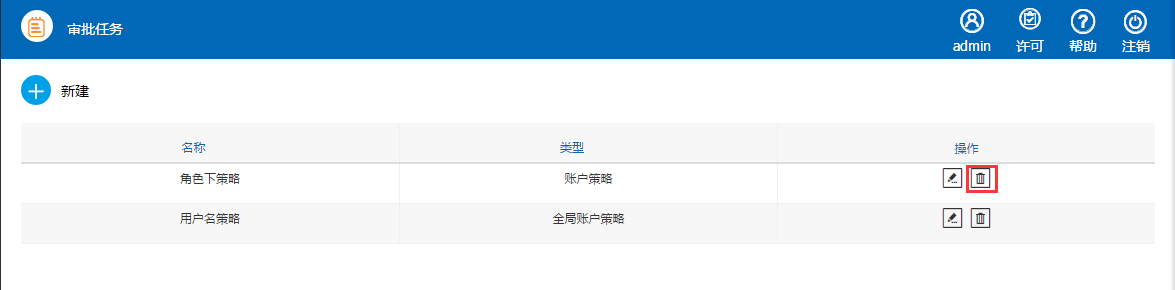 审批任务
admin 许可 帮助 注销
新建
名称 类型 操作
角色下策略 账户策略
用户名策略 全局账户策略